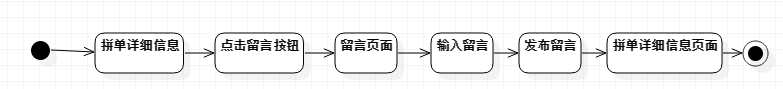 拼单详细信息
点击留言按钮
留言页面
输入留言
发布留言
拼单详细信息页面